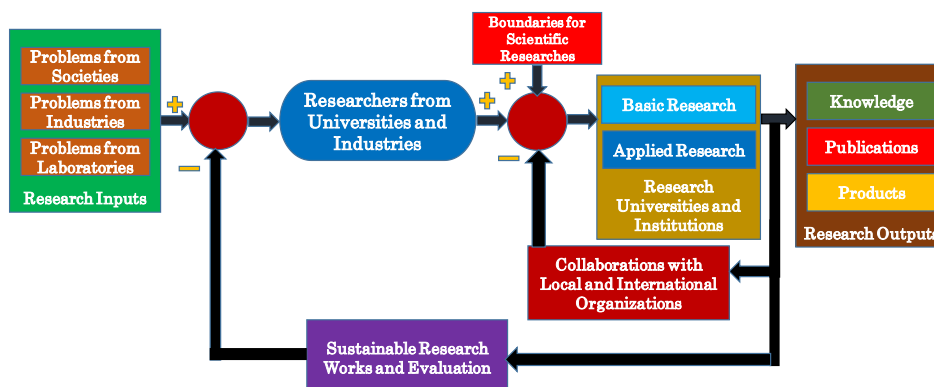 Boundaries for
Scientific
Researches
Problems from
Societies
Problems from
Industries
Problems from
Laboratories
Research Inputs
+
−
Researchers from
Universities and
Industries
+
+
−
Basic Research
Applied Research
Research
Universities and
Institutions
Knowledge
Publications
Products
Research Outputs
Collaborations with
Local and International
Organizations
Sustainable Research
Works and Evaluation